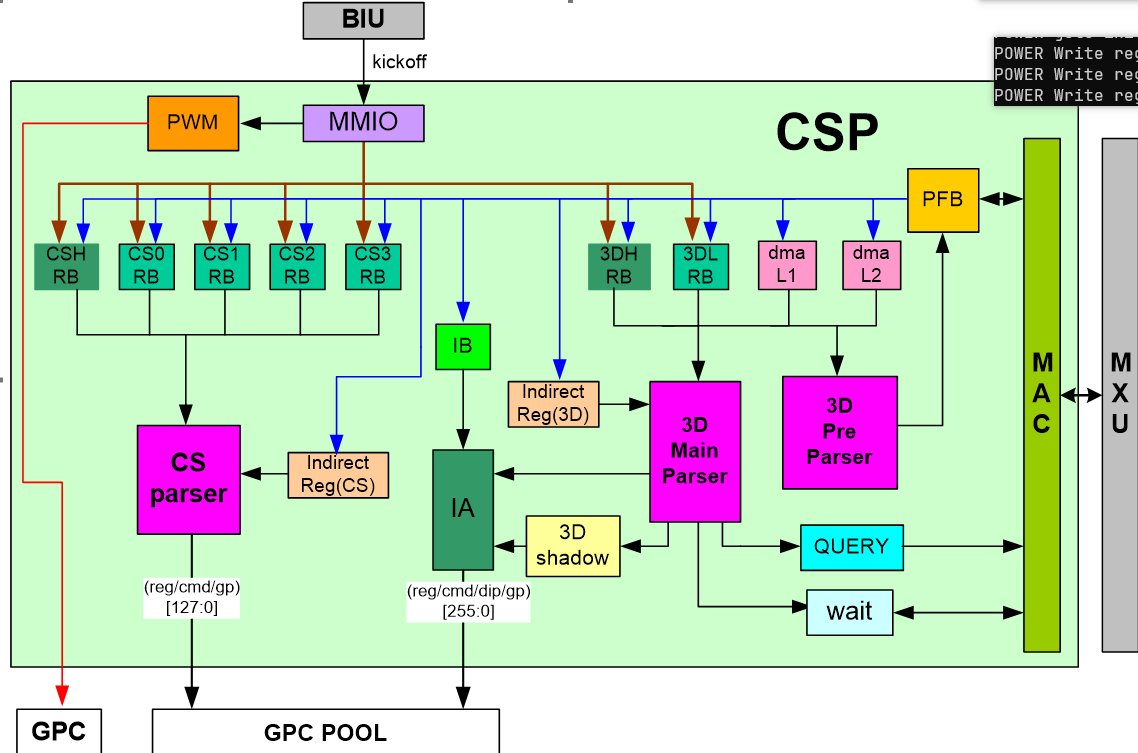 BIU
kickoff
POWER Write reg
POWER Write reg
POWER Write reg
PWM
MMIO
CSP
PFB
CSH
RB
CS0
RB
CS1
RB
CS2
RB
CS3
RB
3DH
RB
3DL
RB
dma
L1
dma
L2
IB
Indirect
Reg(3D)
3D
Main
Parser
3D
Pre
Parser
M
A
C
M
X
U
CS
parser
Indirect
Reg(CS)
IA
3D
shadow
QUERY
wait
(reg/cmd/gp)
[127:0]
(reg/cmd/dip/gp)
[255:0]
GPC
GPC POOL